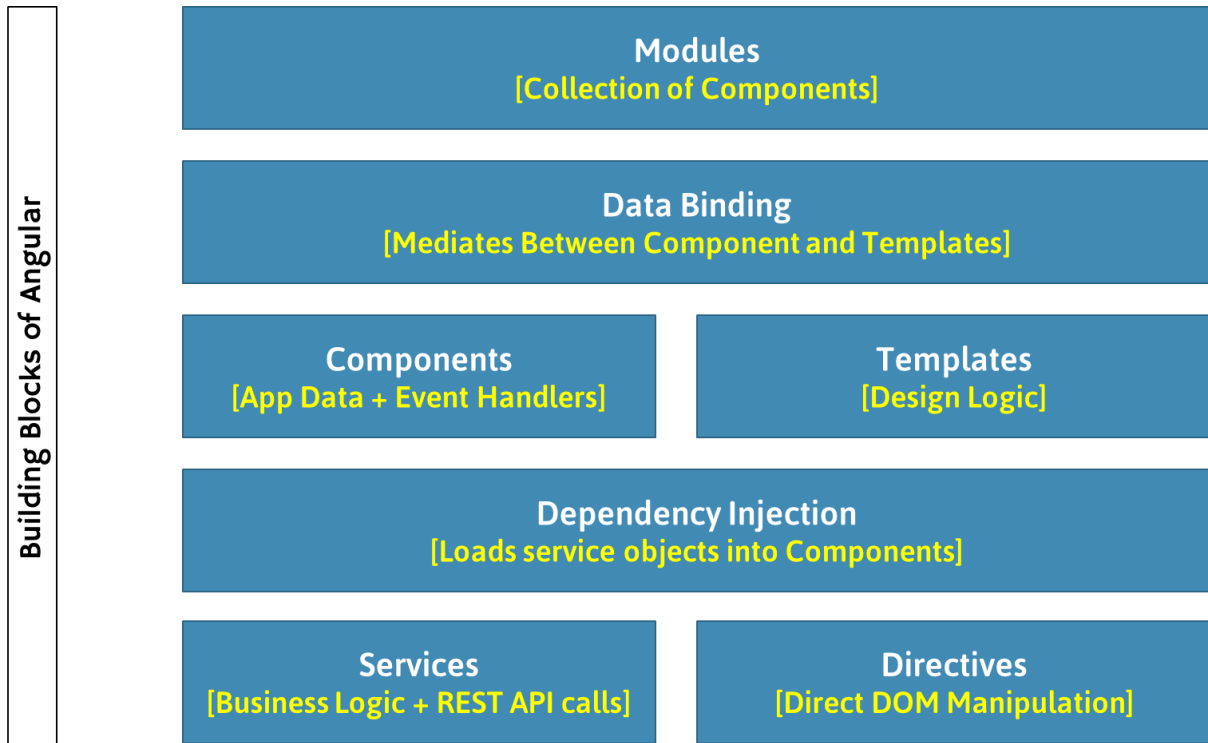 Building Blocks of Angular
Modules
[Collection of Components]
Data Binding
[Mediates Between Component and Templates]
Components
[App Data + Event Handlers]
Templates
[Design Logic]
Dependency Injection
[Loads service objects into Components]
Services
[Business Logic + REST API calls]
Directives
[Direct DOM Manipulation]